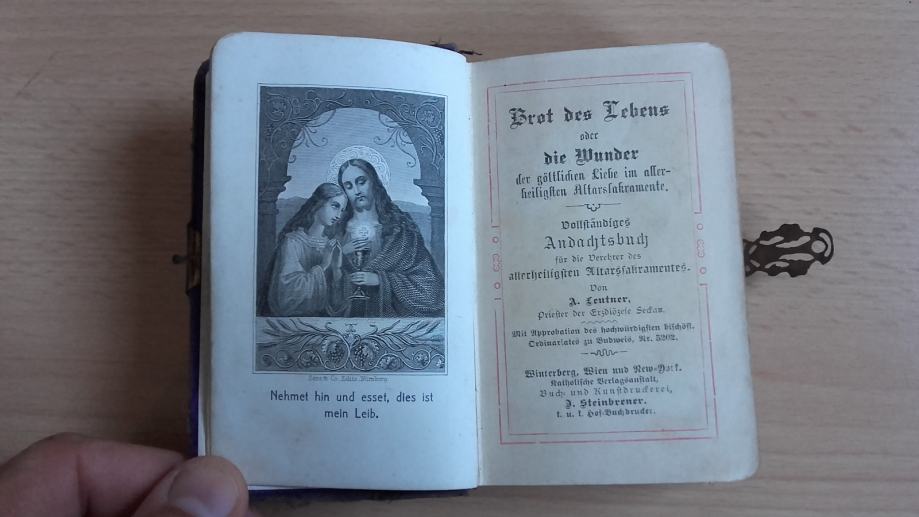 Nehmet hin und esset, dies ist
mein Leib.
Brot des Lebens
oder
die Wunder
der göttlichen Liebe im aller-
heiligsten Altarssakramente.
Vollständiges
Andachtsbuch
für die Verehrer des
allerheiligsten Altarssakramentes.
Von
A. Leutner,
Priester der Erzdiözese Seckau.
Mit Approbation des hochwürdigsten bischöfl.
Ordinariates zu Budweis, Nr. 5202.
Winterberg, Wien und New-York.
Katholische Verlagsanstalt,
Buch- und Kunstdruckerei,
J. Steinbrener.
k. u. k. Hof-Buchdrucker.